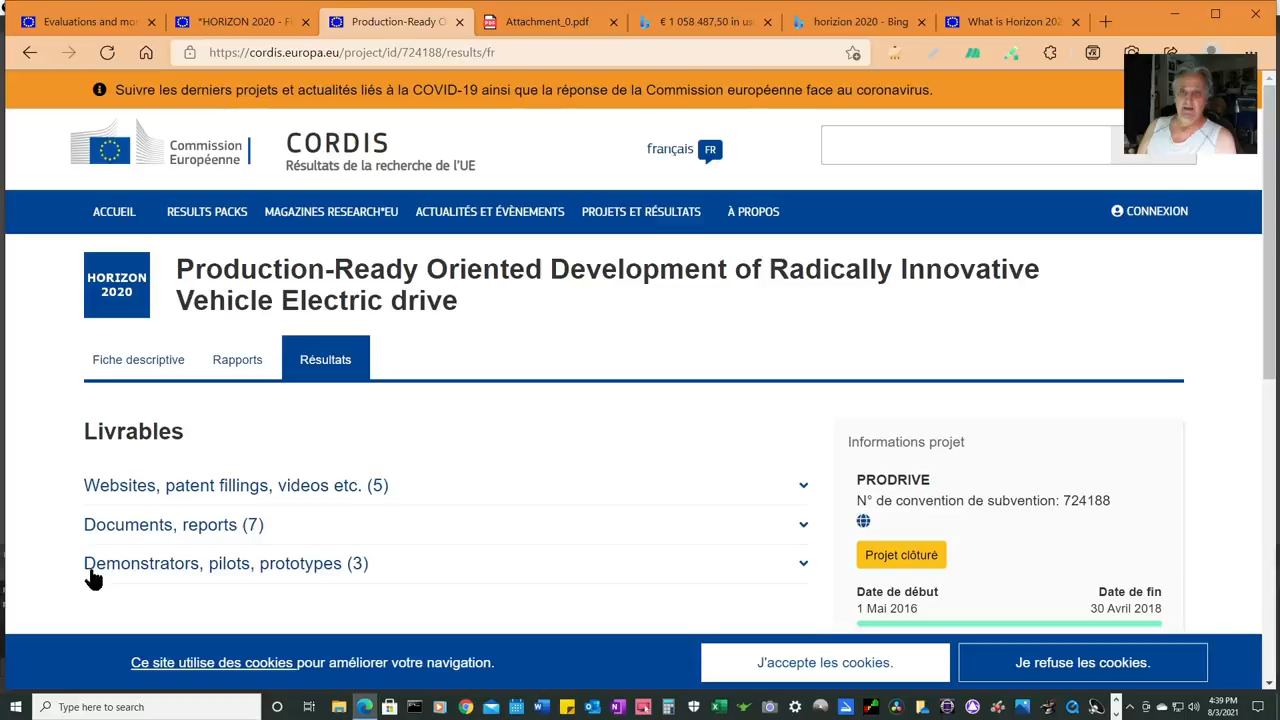 Evaluations and mo
*HORIZON 2020 - Fi
Production-Ready O
Attachment_0.pdf
€ 1 058 487,50 in us
horizion 2020 - Bing
What is Horizon 202
https://cordis.europa.eu/project/id/724188/results/fr
Suivre les derniers projets et actualités liés à la COVID-19 ainsi que la réponse de la Commission européenne face au coronavirus.
Commission
Européenne
CORDIS
Résultats de la recherche de l'UE
français FR
ACCUEIL RESULTS PACKS MAGAZINES RESEARCH*EU ACTUALITÉS ET ÉVÈNEMENTS PROJETS ET RÉSULTATS À PROPOS CONNEXION
HORIZON
2020
Production-Ready Oriented Development of Radically Innovative
Vehicle Electric drive
Fiche descriptive Rapports Résultats
Livrables
Websites, patent fillings, videos etc. (5)
Documents, reports (7)
Demonstrators, pilots, prototypes (3)
Informations projet
PRODRIVE
N° de convention de subvention: 724188
Projet clôturé
Date de début Date de fin
1 Mai 2016 30 Avril 2018
Ce site utilise des cookies pour améliorer votre navigation.
J'accepte les cookies.
Je refuse les cookies.
Type here to search
4:39 PM
8/3/2021